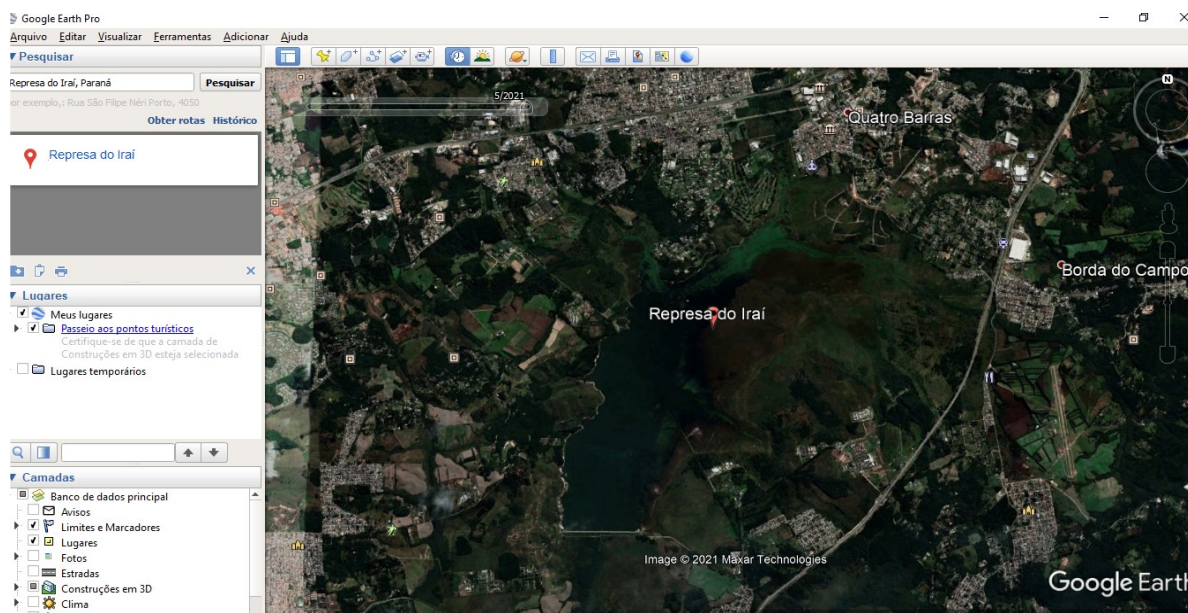 Google Earth Pro
Arquivo Editar Visualizar Ferramentas Adicionar Ajuda
Pesquisar
Represa do Iraí, Paraná Pesquisar
or exemplo,: Rua São Filipe Néri Porto, 4050
Obter rotas Histórico
Represa do Iraí
Lugares
Meus lugares
Passeio aos pontos turísticos
Certifique-se de que a camada de
Construções em 3D esteja selecionada
Lugares temporários
Camadas
Banco de dados principal
Avisos
Limites e Marcadores
Lugares
Fotos
Estradas
Construções em 3D
Clima
5/2021
N
Quatro Barras
Borda do Campo
Represa do Iraí
Image © 2021 Maxar Technologies
Google Earth